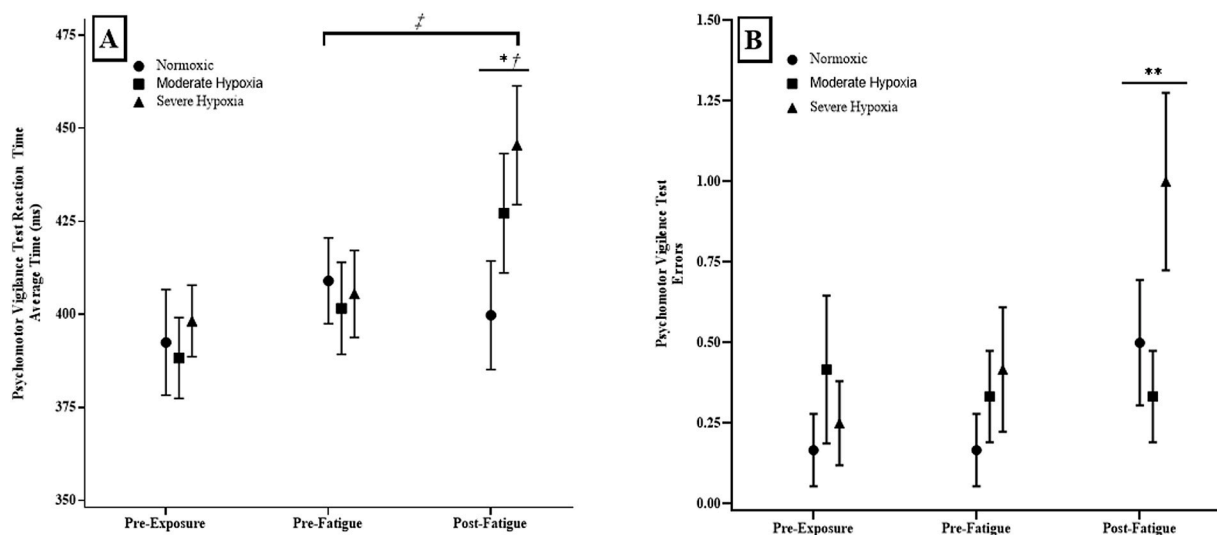 A
‡
475
Normoxic
* †
Moderate Hypoxia
Severe Hypoxia
450
425
400
375
350
Psychomotor Vigilance Test Reaction Time
Average Time (ms)
Pre-Exposure
Pre-Fatigue
Post-Fatigue
B
1.50
Normoxic
**
Moderate Hypoxia
1.25
Severe Hypoxia
1.00
0.75
0.50
0.25
0.00
Psychomotor Vigilence Test
Errors
Pre-Exposure
Pre-Fatigue
Post-Fatigue